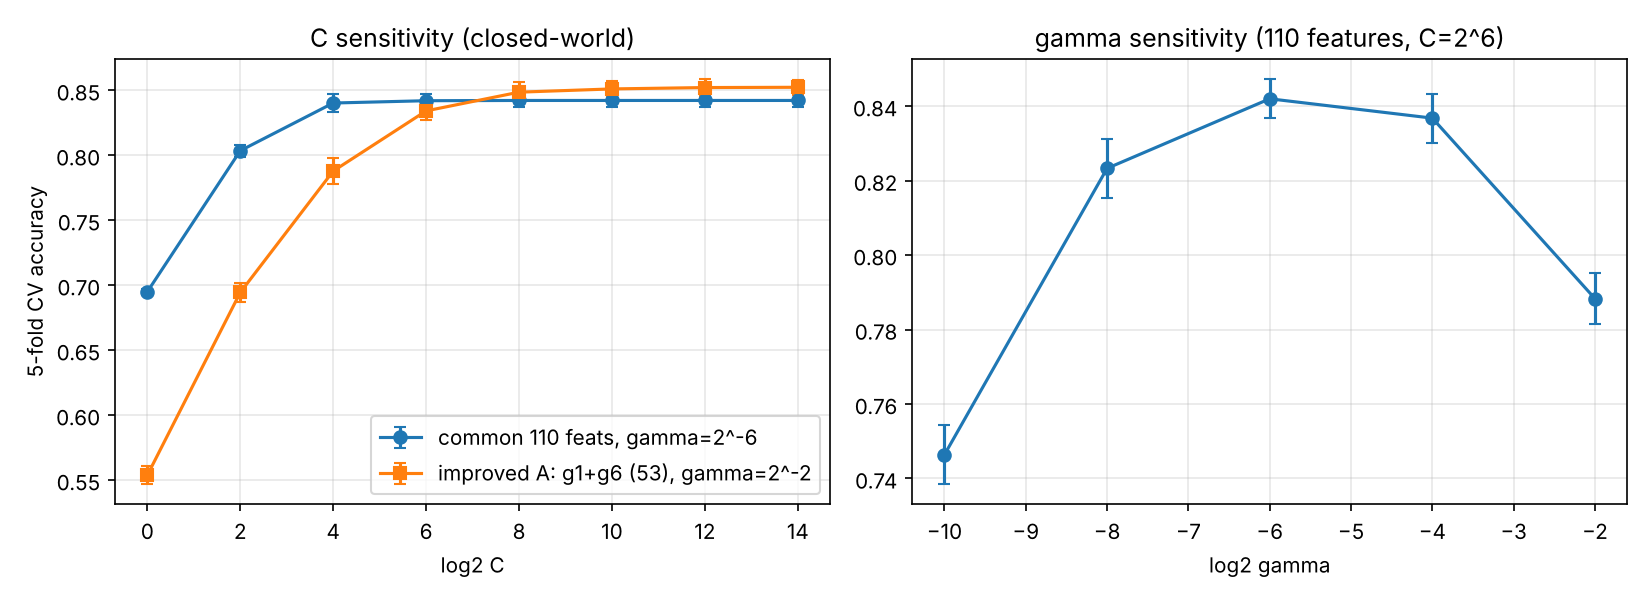 C sensitivity (closed-world)
5-fold CV accuracy
0.85
0.80
0.75
0.70
0.65
0.60
0.55
common 110 feats, gamma=2^-6
improved A: g1+g6 (53), gamma=2^-2
0 2 4 6 8 10 12 14
log2 C
gamma sensitivity (110 features, C=2^6)
0.84
0.82
0.80
0.78
0.76
0.74
−10 −9 −8 −7 −6 −5 −4 −3 −2
log2 gamma